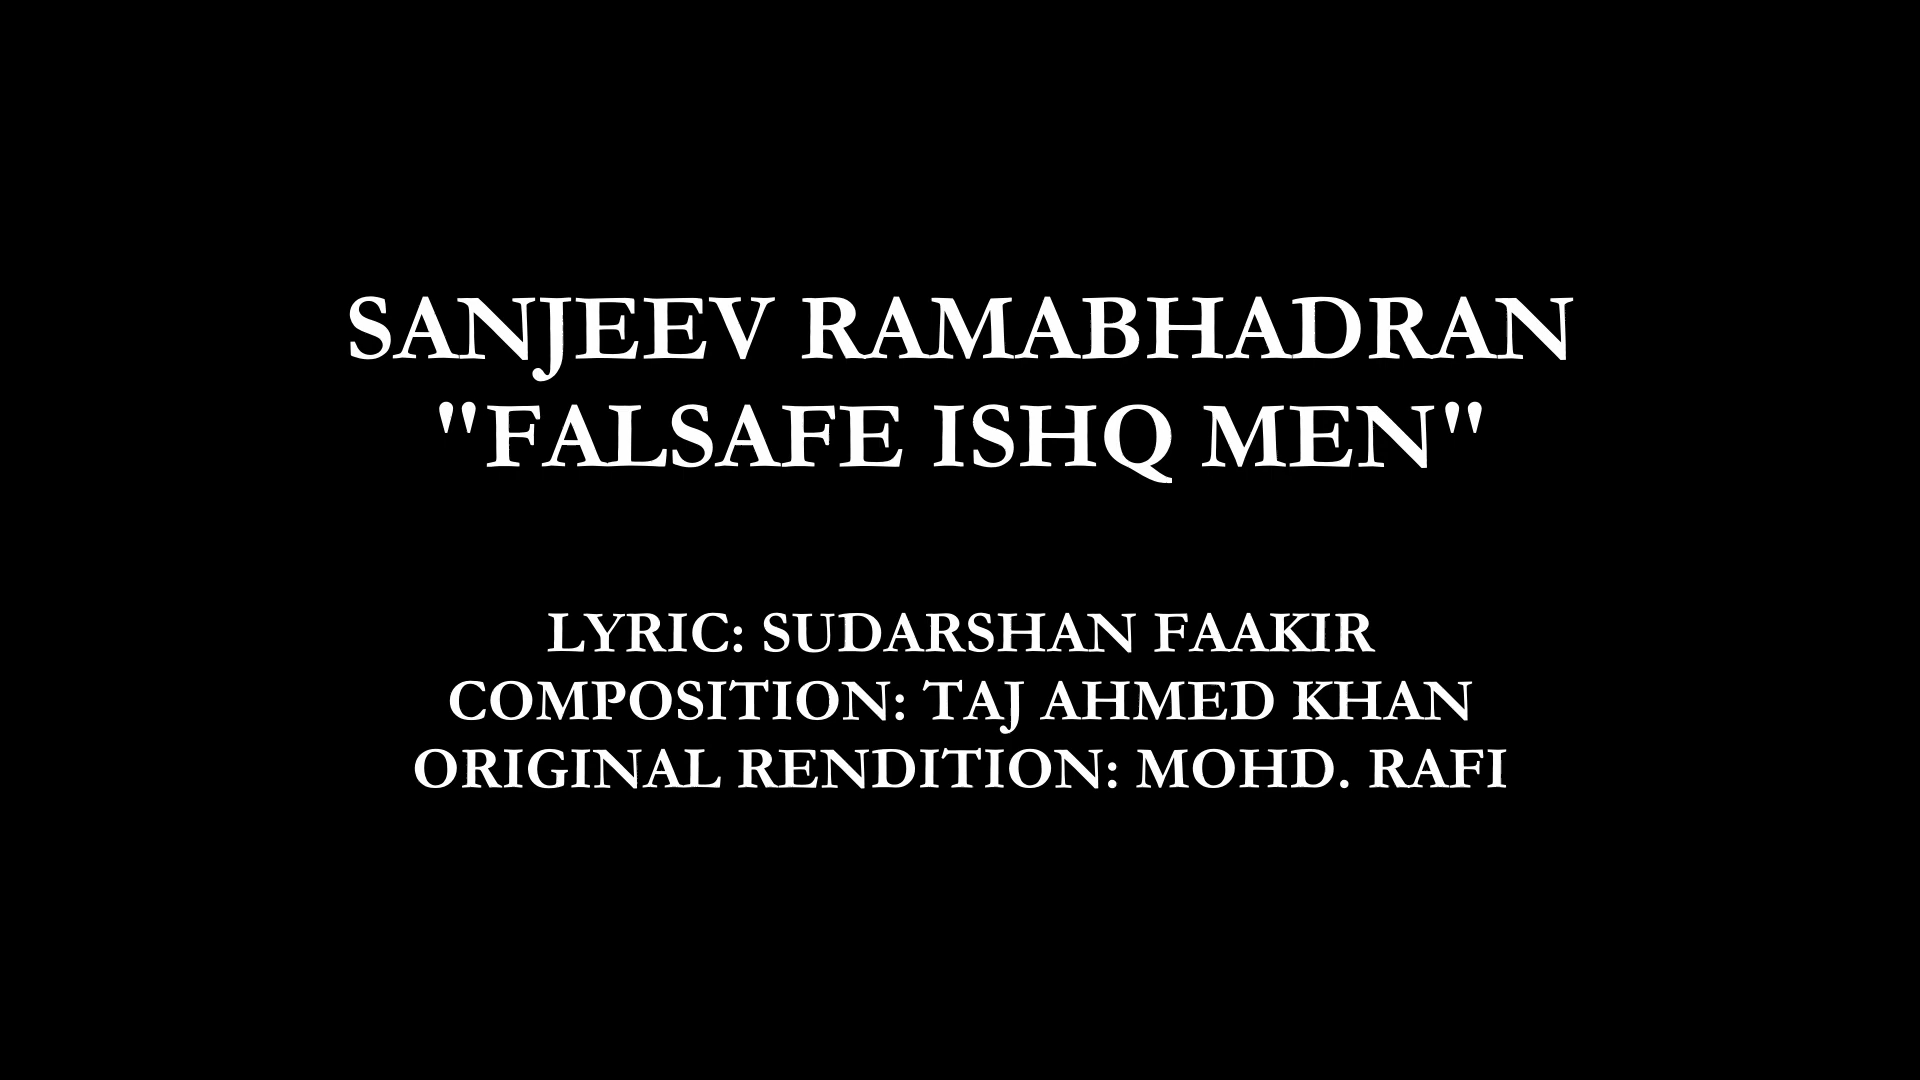 SANJEEV RAMABHADRAN
"FALSAFE ISHQ MEN"
LYRIC: SUDARSHAN FAAKIR
COMPOSITION: TAJ AHMED KHAN
ORIGINAL RENDITION: MOHD. RAFI